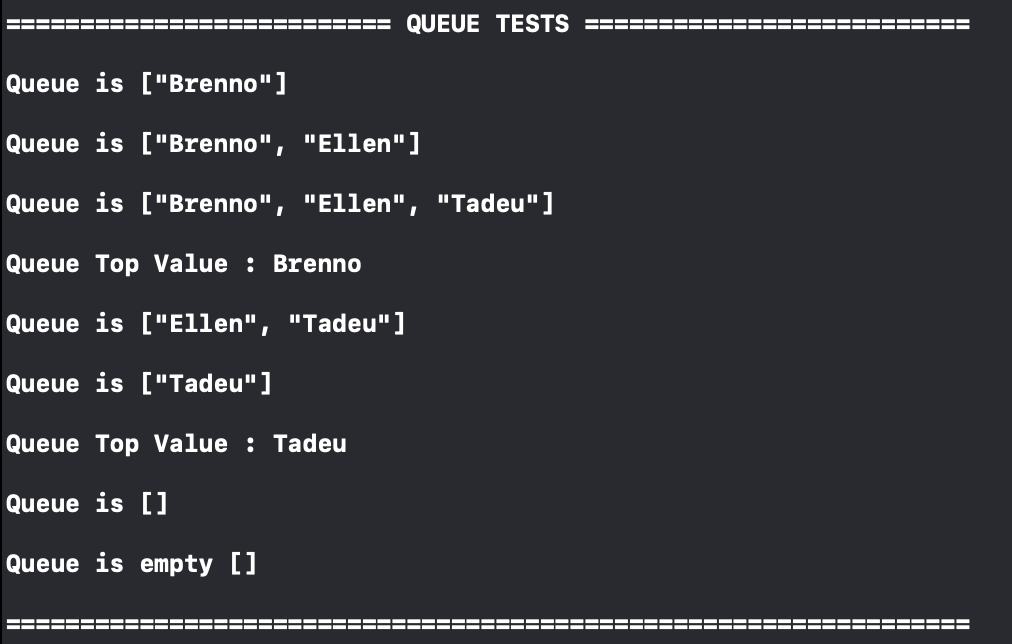 ========================== QUEUE TESTS ==========================
Queue is ["Brenno"]
Queue is ["Brenno", "Ellen"]
Queue is ["Brenno", "Ellen", "Tadeu"]
Queue Top Value : Brenno
Queue is ["Ellen", "Tadeu"]
Queue is ["Tadeu"]
Queue Top Value : Tadeu
Queue is []
Queue is empty []
=================================================================